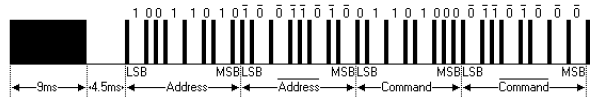 1 0 0 1 1 0 1 0 1̅ 0̅ 0̅ 1̅ 1̅ 0̅ 1̅ 0̅ 0 1 1 0 1 0 0 0 0̅ 1̅ 1̅ 0̅ 1̅ 0̅ 0̅ 0̅
LSB MSB LSB MSB LSB MSB LSB MSB
9ms 4.5ms Address A̅d̅d̅r̅e̅s̅s̅ Command C̅o̅m̅m̅a̅n̅d̅